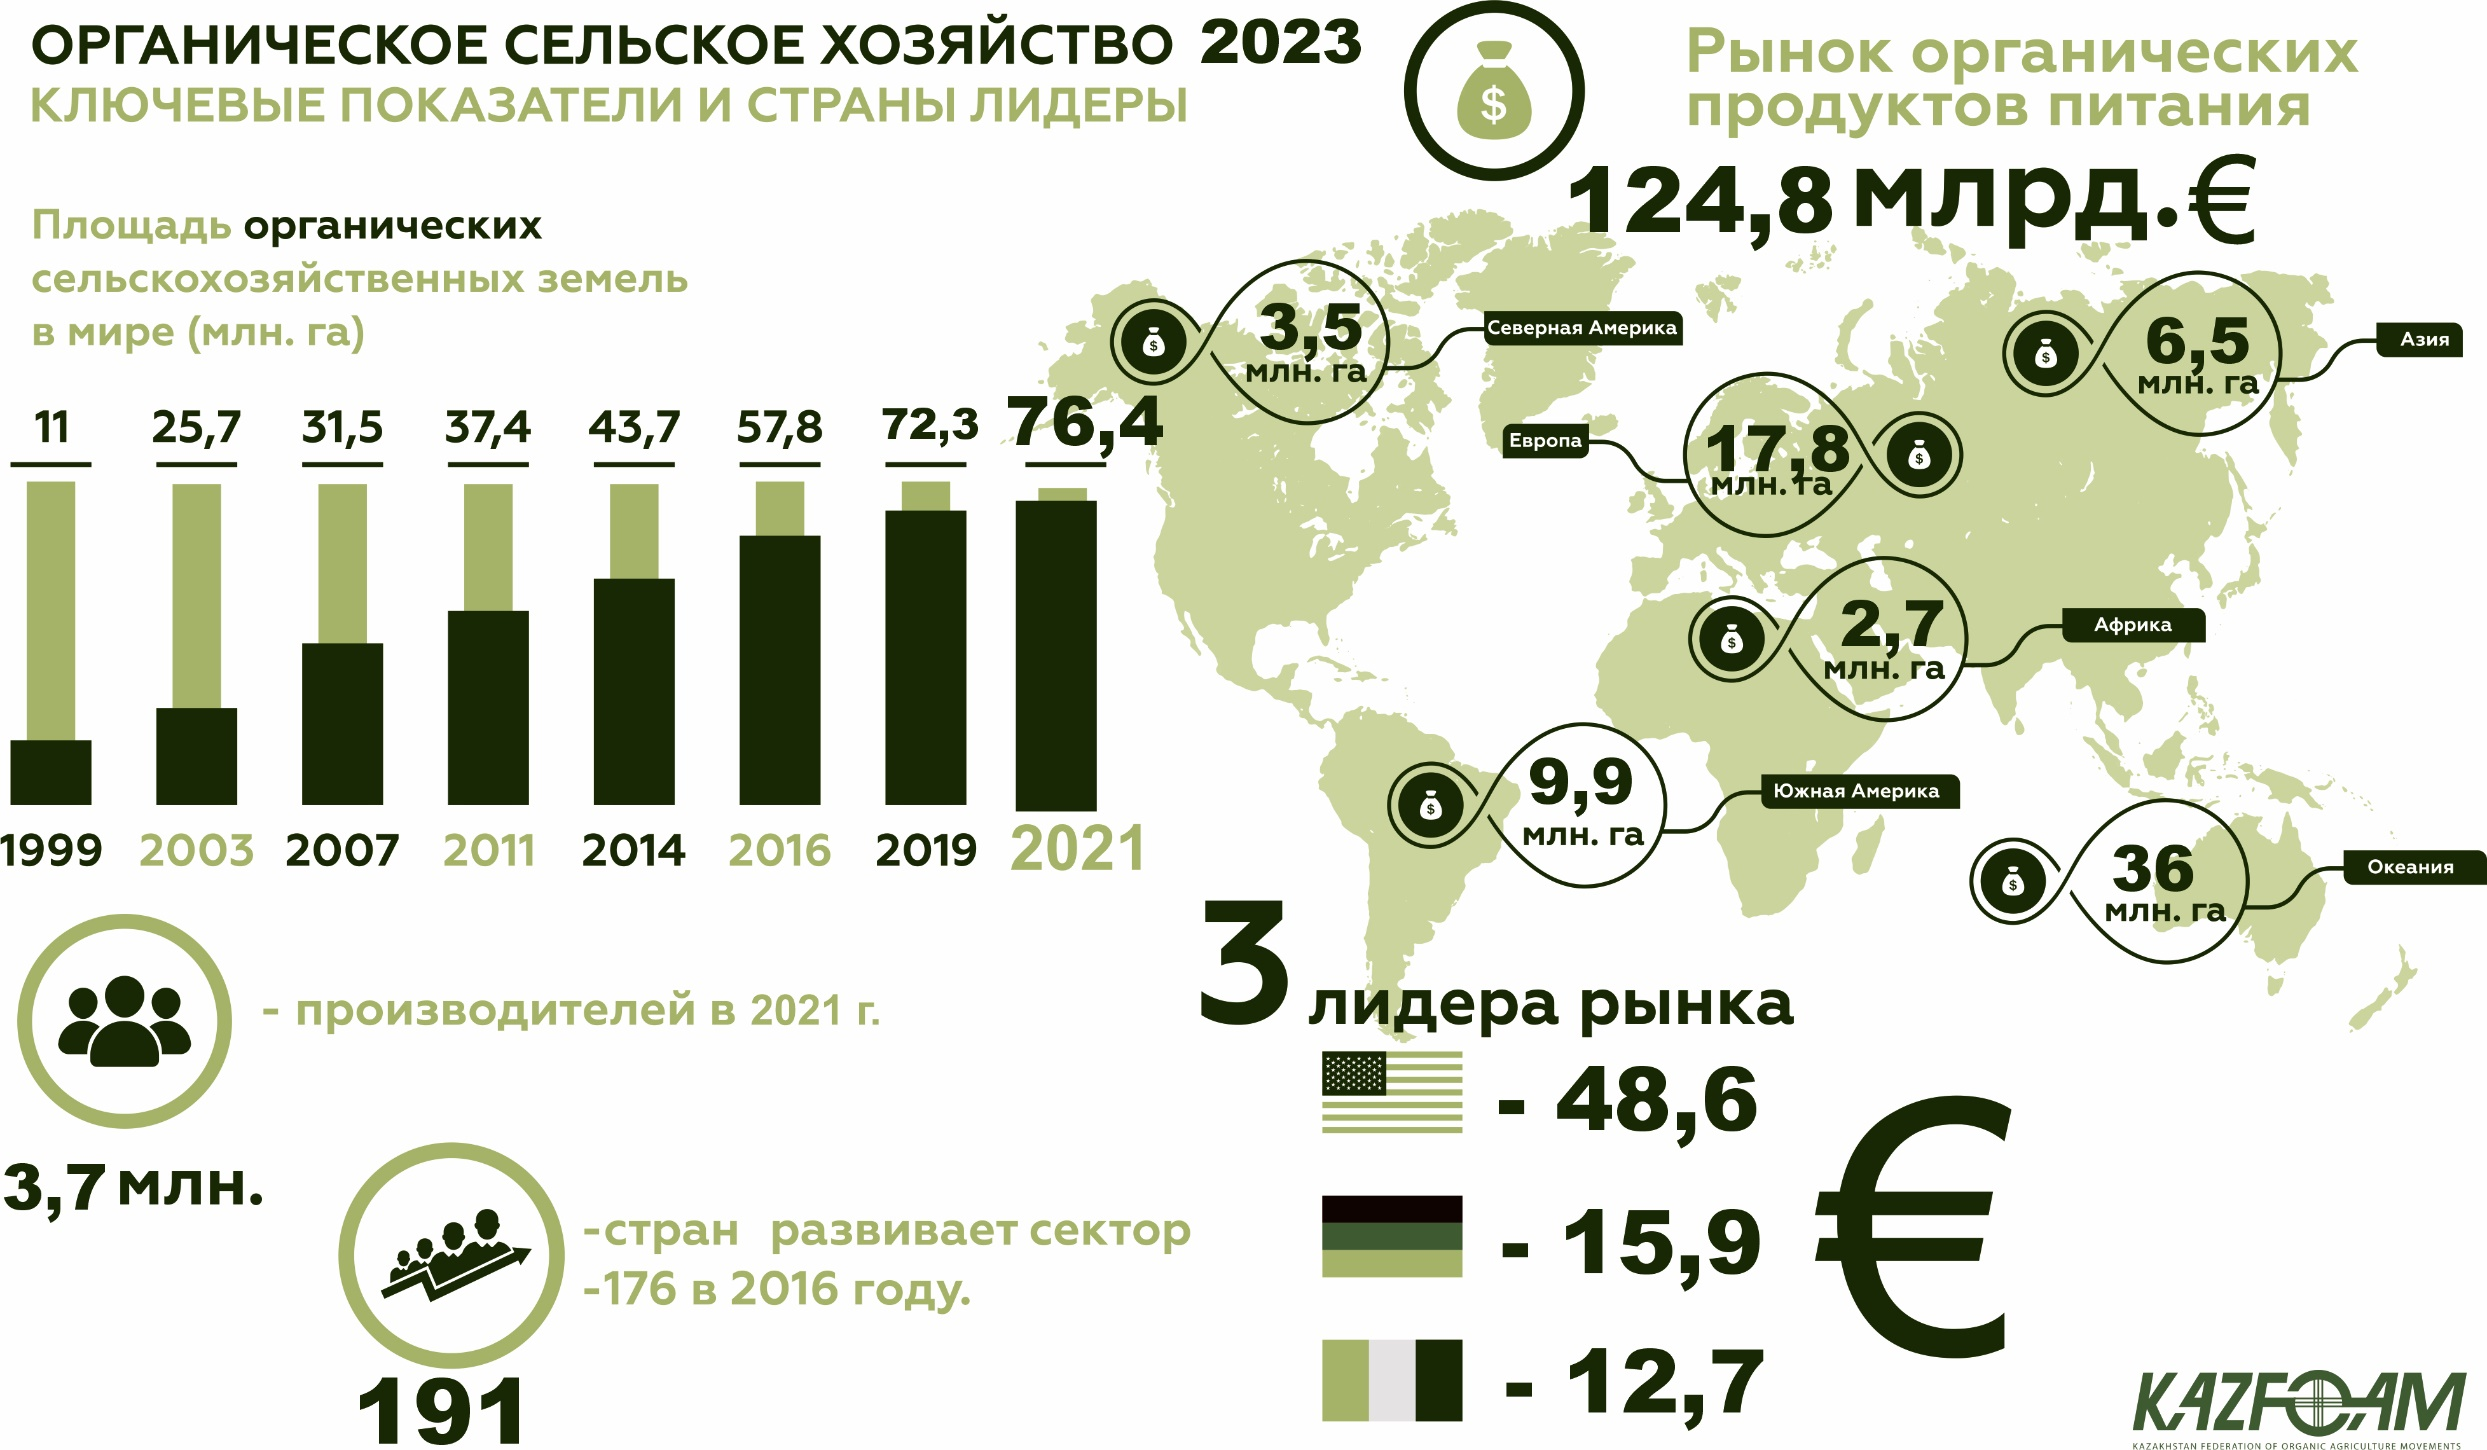 ОРГАНИЧЕСКОЕ СЕЛЬСКОЕ ХОЗЯЙСТВО 2023
КЛЮЧЕВЫЕ ПОКАЗАТЕЛИ И СТРАНЫ ЛИДЕРЫ
$
Рынок органических
продуктов питания
124,8 млрд. €
Площадь органических
сельскохозяйственных земель
в мире (млн. га)
11 25,7 31,5 37,4 43,7 57,8 72,3 76,4
1999 2003 2007 2011 2014 2016 2019 2021
$
3,5
млн. га
Северная Америка
$
6,5
млн. га
Азия
Европа
17,8
млн. га
$
$
2,7
млн. га
Африка
$
9,9
млн. га
Южная Америка
$
36
млн. га
Океания
- производителей в 2021 г.
3,7 млн.
-стран развивает сектор
-176 в 2016 году.
191
3 лидера рынка
- 48,6
- 15,9
- 12,7
€
KAZFOAM
KAZAKHSTAN FEDERATION OF ORGANIC AGRICULTURE MOVEMENTS